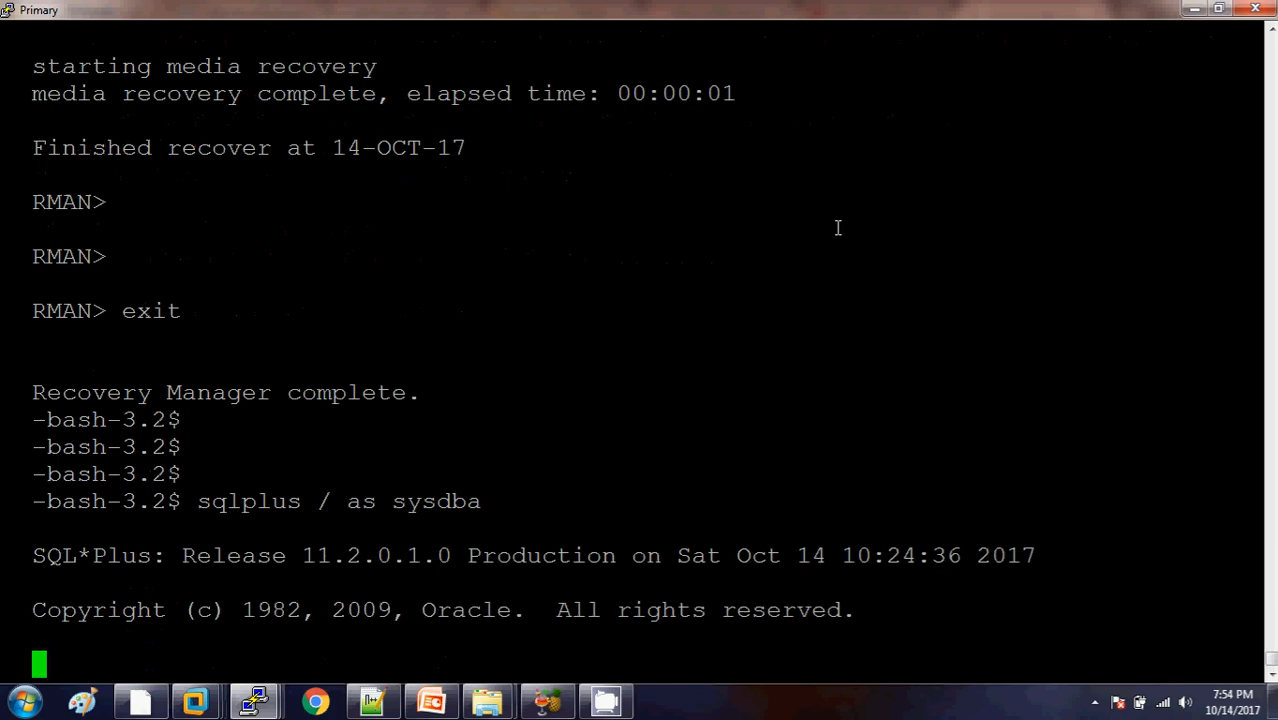 Primary
starting media recovery
media recovery complete, elapsed time: 00:00:01
Finished recover at 14-OCT-17
RMAN>
RMAN>
RMAN> exit
Recovery Manager complete.
-bash-3.2$
-bash-3.2$
-bash-3.2$
-bash-3.2$ sqlplus / as sysdba
SQL*Plus: Release 11.2.0.1.0 Production on Sat Oct 14 10:24:36 2017
Copyright (c) 1982, 2009, Oracle.  All rights reserved.
7:54 PM
10/14/2017